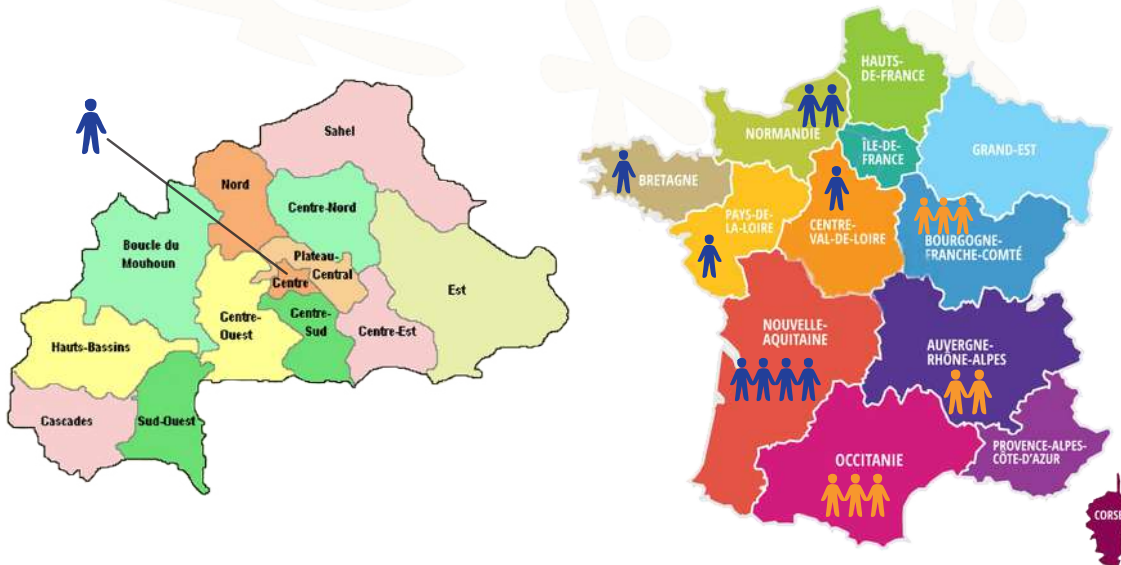 Sahel
Nord
Centre-Nord
Boucle du
Mouhoun
Plateau-
Central
Centre
Est
Centre-
Ouest
Centre-
Sud
Centre-Est
Hauts-Bassins
Cascades
Sud-Ouest
HAUTS-
DE-FRANCE
NORMANDIE
ÎLE-DE-
FRANCE
GRAND-EST
BRETAGNE
PAYS-DE-
LA-LOIRE
CENTRE-
VAL-DE-LOIRE
BOURGOGNE-
FRANCHE-COMTÉ
NOUVELLE-
AQUITAINE
AUVERGNE-
RHÔNE-ALPES
OCCITANIE
PROVENCE-ALPES-
CÔTE-D'AZUR
CORSE